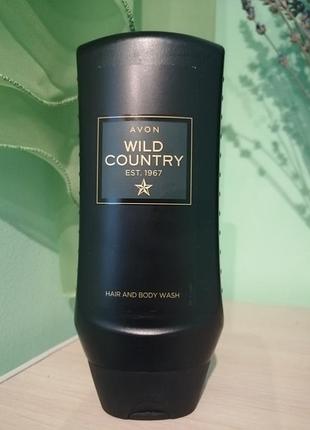 AVON
WILD
COUNTRY
EST. 1967
HAIR AND BODY WASH